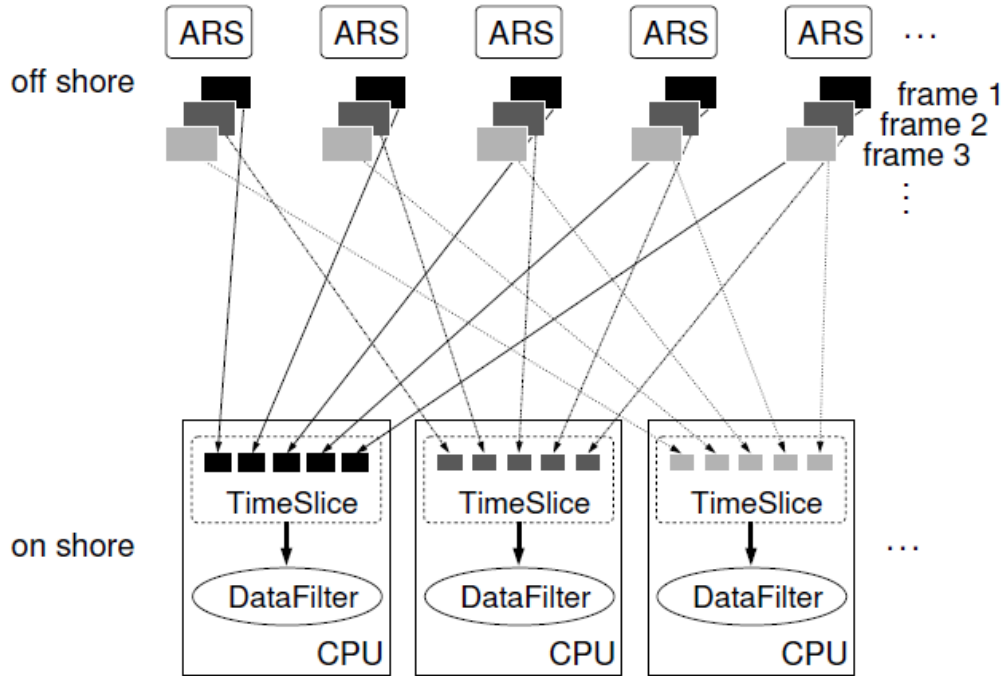 ARS ARS ARS ARS ARS ...
off shore
frame 1
frame 2
frame 3
TimeSlice TimeSlice TimeSlice
on shore ...
DataFilter DataFilter DataFilter
CPU CPU CPU